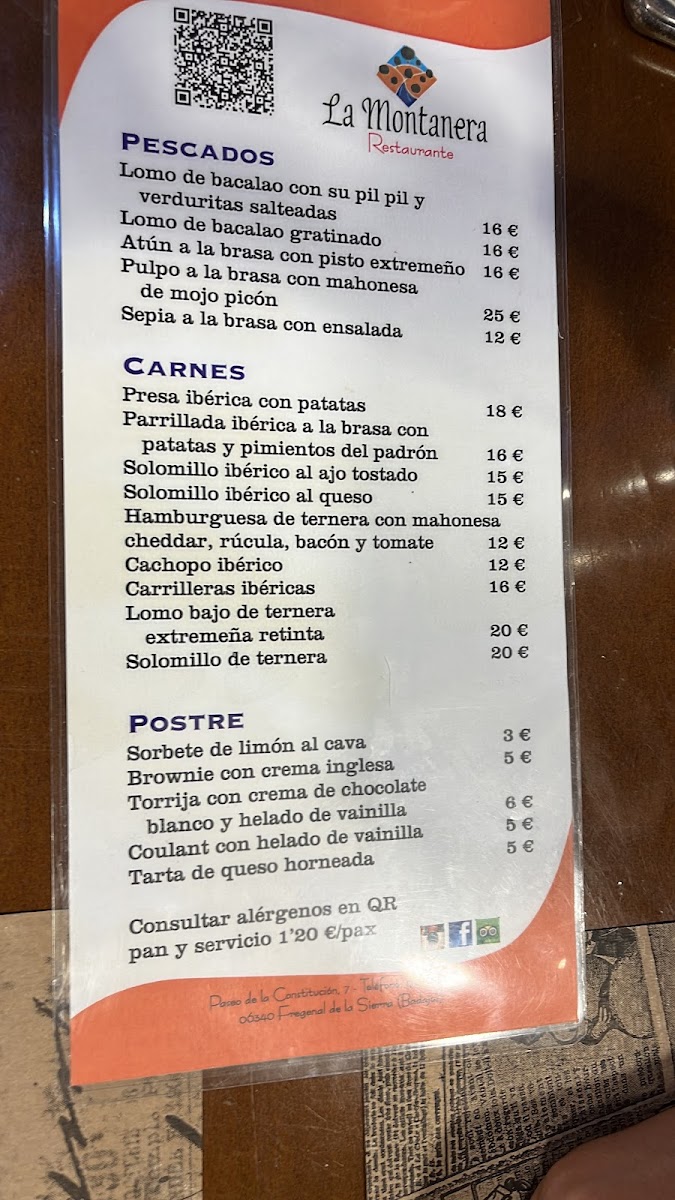 La Montanera
Restaurante
PESCADOS
Lomo de bacalao con su pil pil y
verduritas salteadas 16 €
Lomo de bacalao gratinado 16 €
Atún a la brasa con pisto extremeño 16 €
Pulpo a la brasa con mahonesa
de mojo picón 25 €
Sepia a la brasa con ensalada 12 €
CARNES
Presa ibérica con patatas 18 €
Parrillada ibérica a la brasa con
patatas y pimientos del padrón 16 €
Solomillo ibérico al ajo tostado 15 €
Solomillo ibérico al queso 15 €
Hamburguesa de ternera con mahonesa
cheddar, rúcula, bacón y tomate 12 €
Cachopo ibérico 12 €
Carrilleras ibéricas 16 €
Lomo bajo de ternera
extremeña retinta 20 €
Solomillo de ternera 20 €
POSTRE
Sorbete de limón al cava 3 €
Brownie con crema inglesa 5 €
Torrija con crema de chocolate
blanco y helado de vainilla 6 €
Coulant con helado de vainilla 5 €
Tarta de queso horneada 5 €
Consultar alérgenos en QR
pan y servicio 1'20 €/pax
Paseo de la Constitución, 7 -
06340 Fregenal de la Sierra (Badajoz)